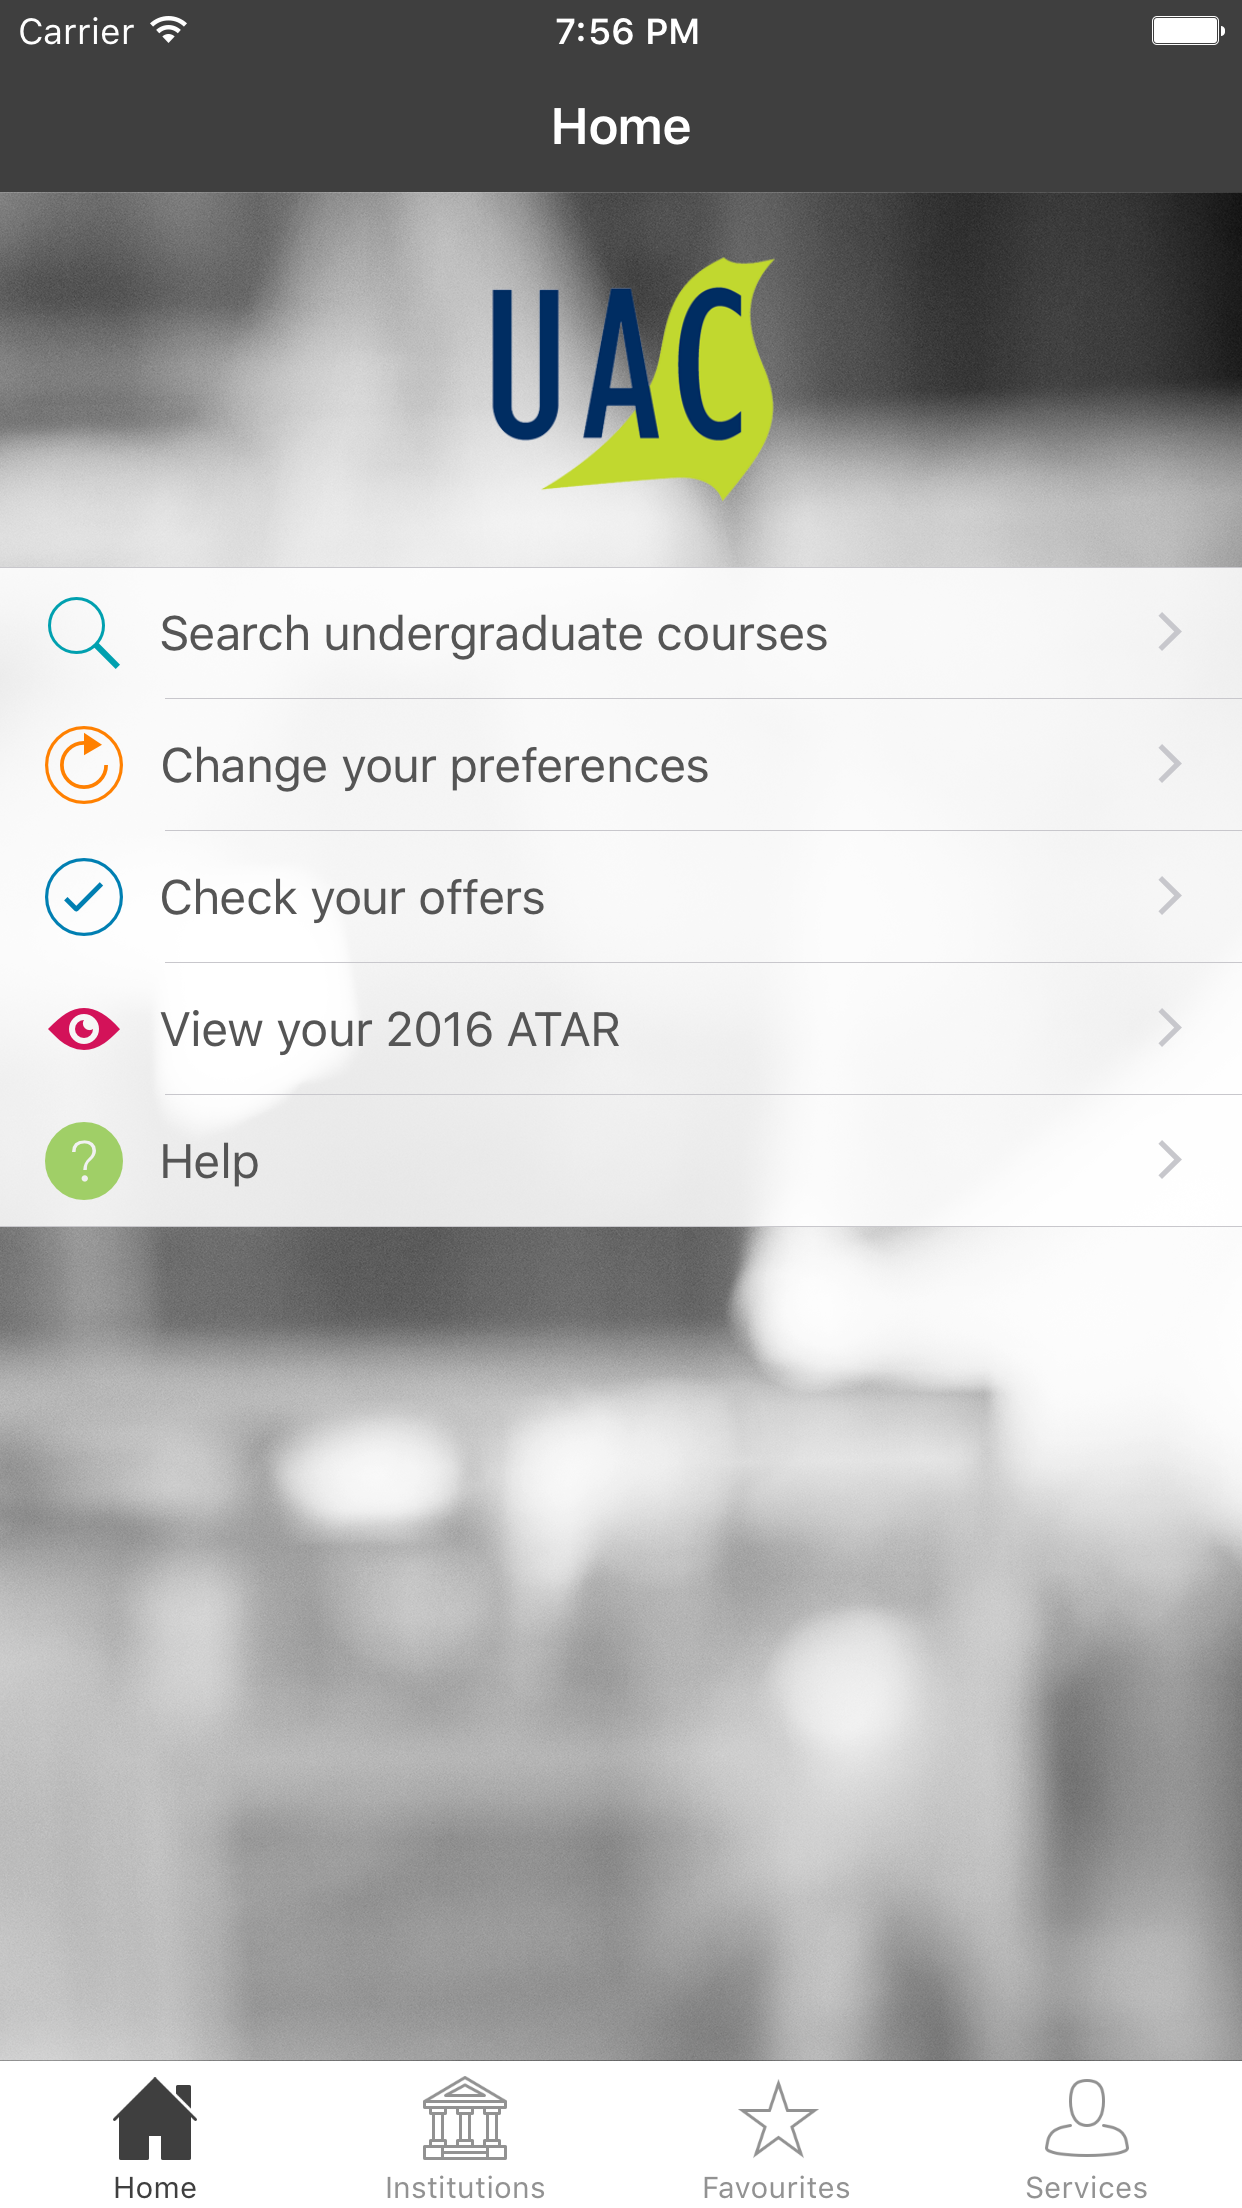 Carrier 7:56 PM
Home
UAC
Search undergraduate courses
Change your preferences
Check your offers
View your 2016 ATAR
? Help
Home Institutions Favourites Services